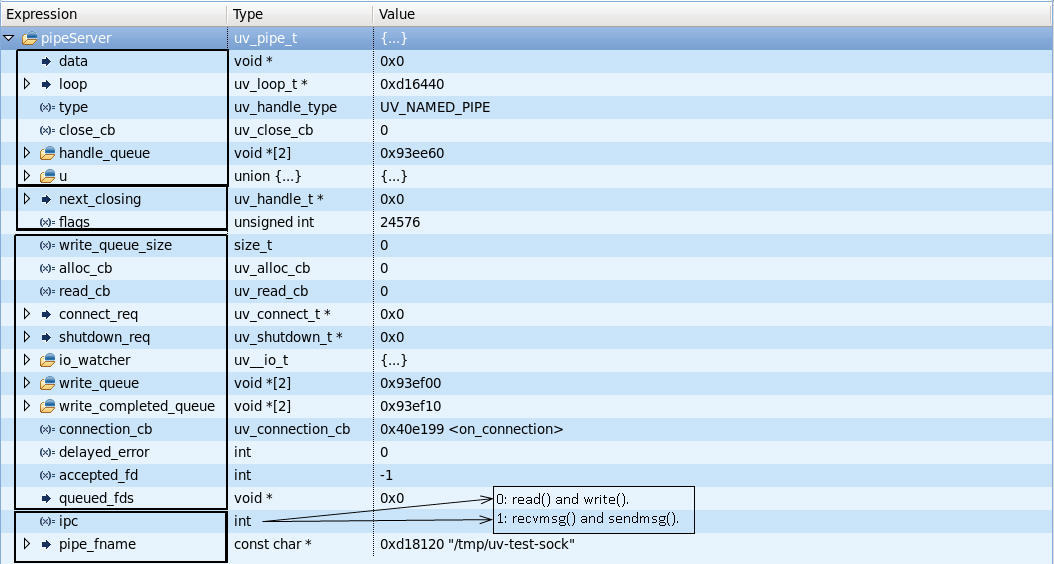 Expression Type Value
pipeServer uv_pipe_t {...}
data void * 0x0
loop uv_loop_t * 0xd16440
(x)= type uv_handle_type UV_NAMED_PIPE
(x)= close_cb uv_close_cb 0
handle_queue void *[2] 0x93ee60
u union {...} {...}
next_closing uv_handle_t * 0x0
(x)= flags unsigned int 24576
(x)= write_queue_size size_t 0
(x)= alloc_cb uv_alloc_cb 0
(x)= read_cb uv_read_cb 0
connect_req uv_connect_t * 0x0
shutdown_req uv_shutdown_t * 0x0
io_watcher uv__io_t {...}
write_queue void *[2] 0x93ef00
write_completed_queue void *[2] 0x93ef10
(x)= connection_cb uv_connection_cb 0x40e199 <on_connection>
(x)= delayed_error int 0
(x)= accepted_fd int -1
queued_fds void * 0x0 0: read() and write().
(x)= ipc int 1: recvmsg() and sendmsg().
pipe_fname const char * 0xd18120 "/tmp/uv-test-sock"